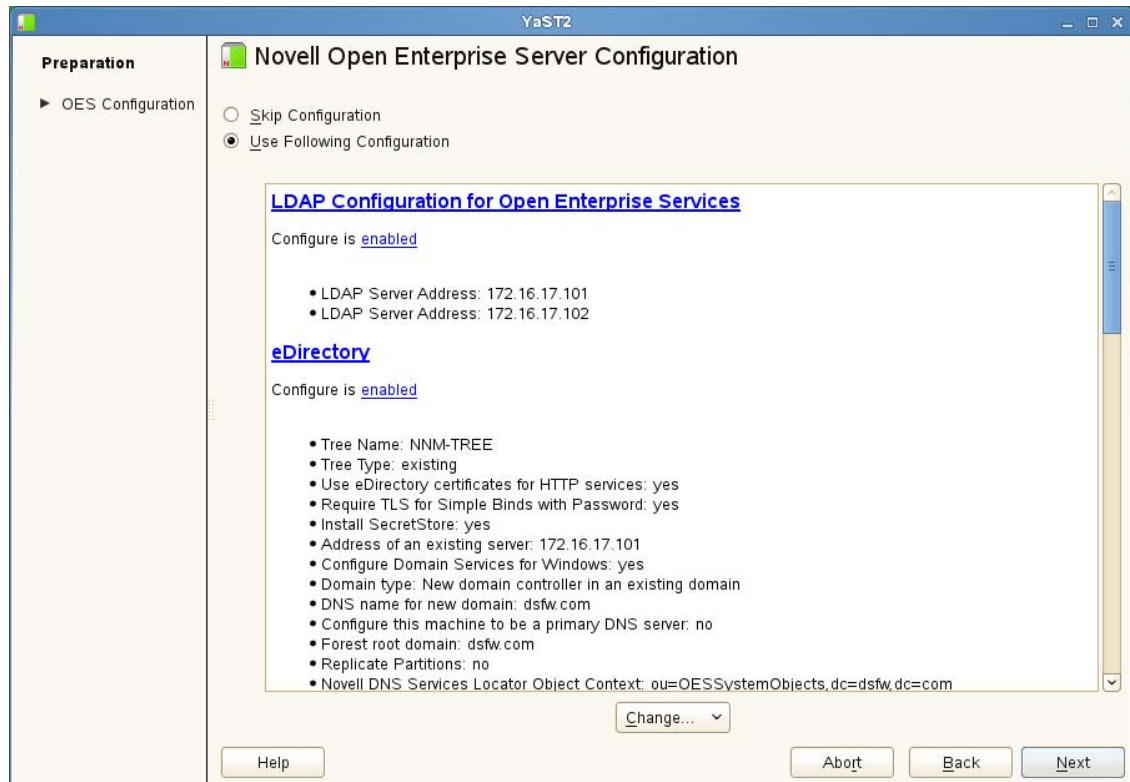 YaST2
Preparation
OES Configuration
Novell Open Enterprise Server Configuration
Skip Configuration
Use Following Configuration
LDAP Configuration for Open Enterprise Services
Configure is enabled
• LDAP Server Address: 172.16.17.101
• LDAP Server Address: 172.16.17.102
eDirectory
Configure is enabled
• Tree Name: NNM-TREE
• Tree Type: existing
• Use eDirectory certificates for HTTP services: yes
• Require TLS for Simple Binds with Password: yes
• Install SecretStore: yes
• Address of an existing server: 172.16.17.101
• Configure Domain Services for Windows: yes
• Domain type: New domain controller in an existing domain
• DNS name for new domain: dsfw.com
• Configure this machine to be a primary DNS server: no
• Forest root domain: dsfw.com
• Replicate Partitions: no
• Novell DNS Services Locator Object Context: ou=OESSystemObjects,dc=dsfw,dc=com
Change...
Help
Abort
Back
Next